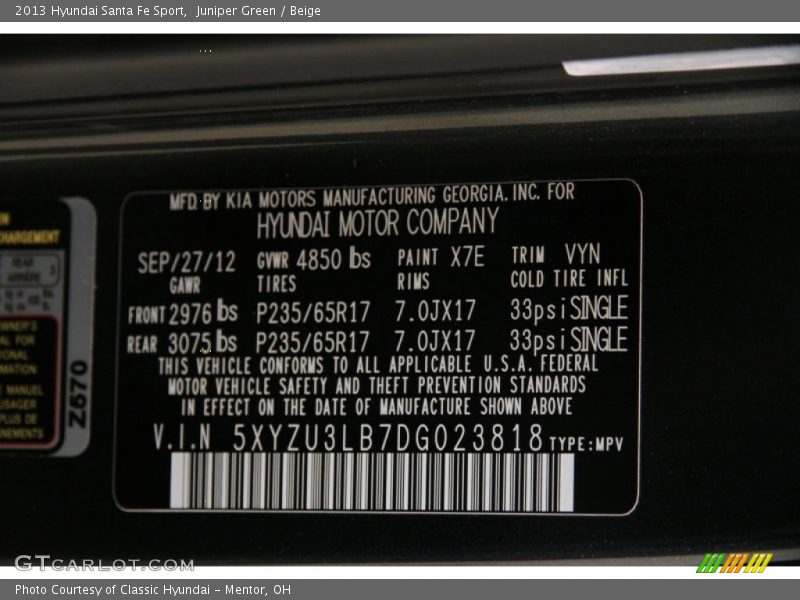 2013 Hyundai Santa Fe Sport, Juniper Green / Beige
MFD. BY KIA MOTORS MANUFACTURING GEORGIA. INC. FOR
HYUNDAI MOTOR COMPANY
SEP/27/12 GVWR 4850 lbs PAINT X7E TRIM VYN
GAWR TIRES RIMS COLD TIRE INFL
FRONT 2976 lbs P235/65R17 7.0JX17 33psi SINGLE
REAR 3075 lbs P235/65R17 7.0JX17 33psi SINGLE
THIS VEHICLE CONFORMS TO ALL APPLICABLE U.S.A. FEDERAL
MOTOR VEHICLE SAFETY AND THEFT PREVENTION STANDARDS
IN EFFECT ON THE DATE OF MANUFACTURE SHOWN ABOVE
V.I.N 5XYZU3LB7DG023818 TYPE:MPV
Z670
MANUEL
PLUS DE
GTCARLOT.COM
Photo Courtesy of Classic Hyundai - Mentor, OH